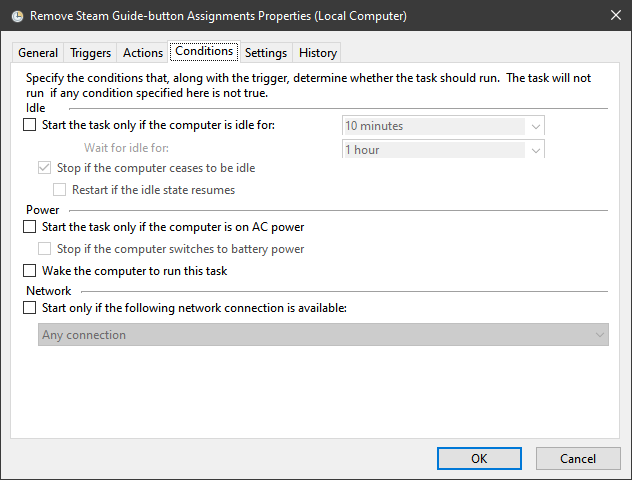 Remove Steam Guide-button Assignments Properties (Local Computer)
General Triggers Actions Conditions Settings History
Specify the conditions that, along with the trigger, determine whether the task should run. The task will not
run if any condition specified here is not true.
Idle
Start the task only if the computer is idle for: 10 minutes
Wait for idle for: 1 hour
Stop if the computer ceases to be idle
Restart if the idle state resumes
Power
Start the task only if the computer is on AC power
Stop if the computer switches to battery power
Wake the computer to run this task
Network
Start only if the following network connection is available:
Any connection
OK Cancel